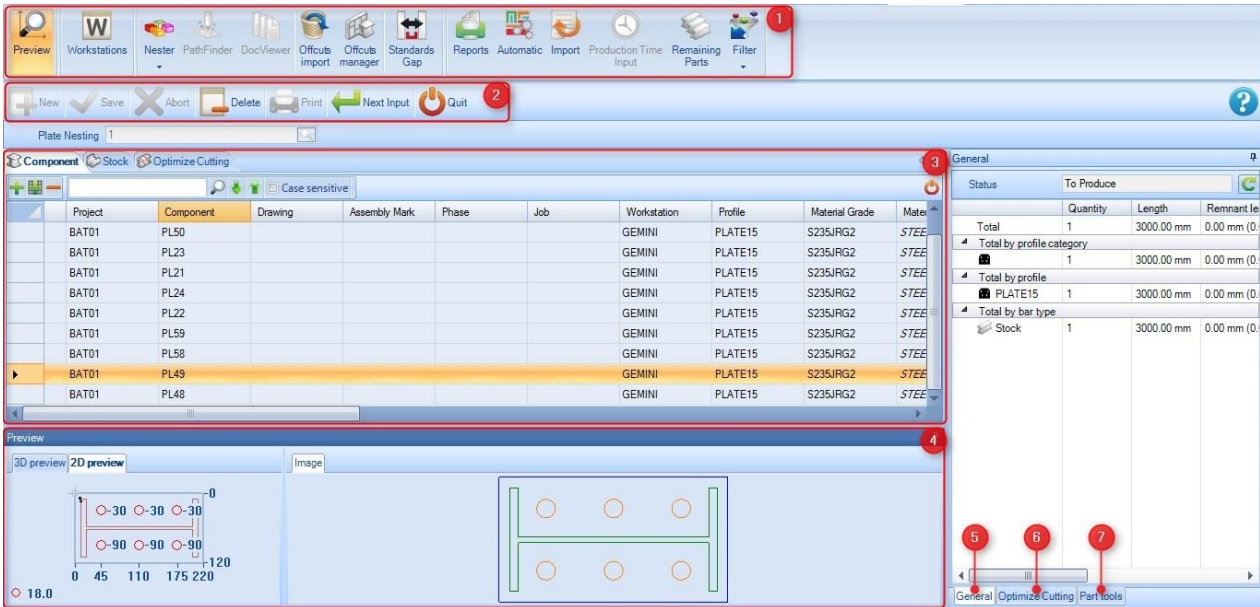 1
Preview Workstations Nester PathFinder DocViewer Offcuts import Offcuts manager Standards Gap Reports Automatic Import Production Time Input Remaining Parts Filter
New Save Abort Delete Print Next Input Quit 2 ?
Plate Nesting 1
Component Stock Optimize Cutting 3
Case sensitive
Project Component Drawing Assembly Mark Phase Job Workstation Profile Material Grade Mater
BAT01 PL50 GEMINI PLATE15 S235JRG2 STEE
BAT01 PL23 GEMINI PLATE15 S235JRG2 STEE
BAT01 PL21 GEMINI PLATE15 S235JRG2 STEE
BAT01 PL24 GEMINI PLATE15 S235JRG2 STEE
BAT01 PL22 GEMINI PLATE15 S235JRG2 STEE
BAT01 PL59 GEMINI PLATE15 S235JRG2 STEE
BAT01 PL58 GEMINI PLATE15 S235JRG2 STEE
BAT01 PL49 GEMINI PLATE15 S235JRG2 STEE
BAT01 PL48 GEMINI PLATE15 S235JRG2 STEE
Preview 4
3D preview 2D preview Image
-0
-30 -30 -30
-90 -90 -90
-120
0 45 110 175 220
18.0
General
Status To Produce
Quantity Length Remnant le
Total 1 3000.00 mm 0.00 mm (0.
Total by profile category
1 3000.00 mm 0.00 mm (0.
Total by profile
PLATE15 1 3000.00 mm 0.00 mm (0.
Total by bar type
Stock 1 3000.00 mm 0.00 mm (0.
5 6 7
General Optimize Cutting Part tools